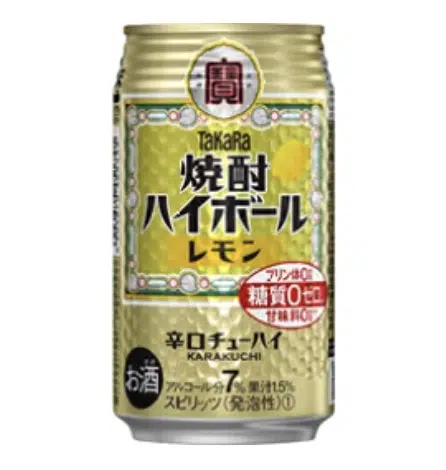 寳
TaKaRa
焼酎
ハイボール
レモン
プリン体0
糖質0ゼロ
甘味料0
辛口チューハイ
KARAKUCHI
お酒
アルコール分7% 果汁1.5%
スピリッツ(発泡性)①